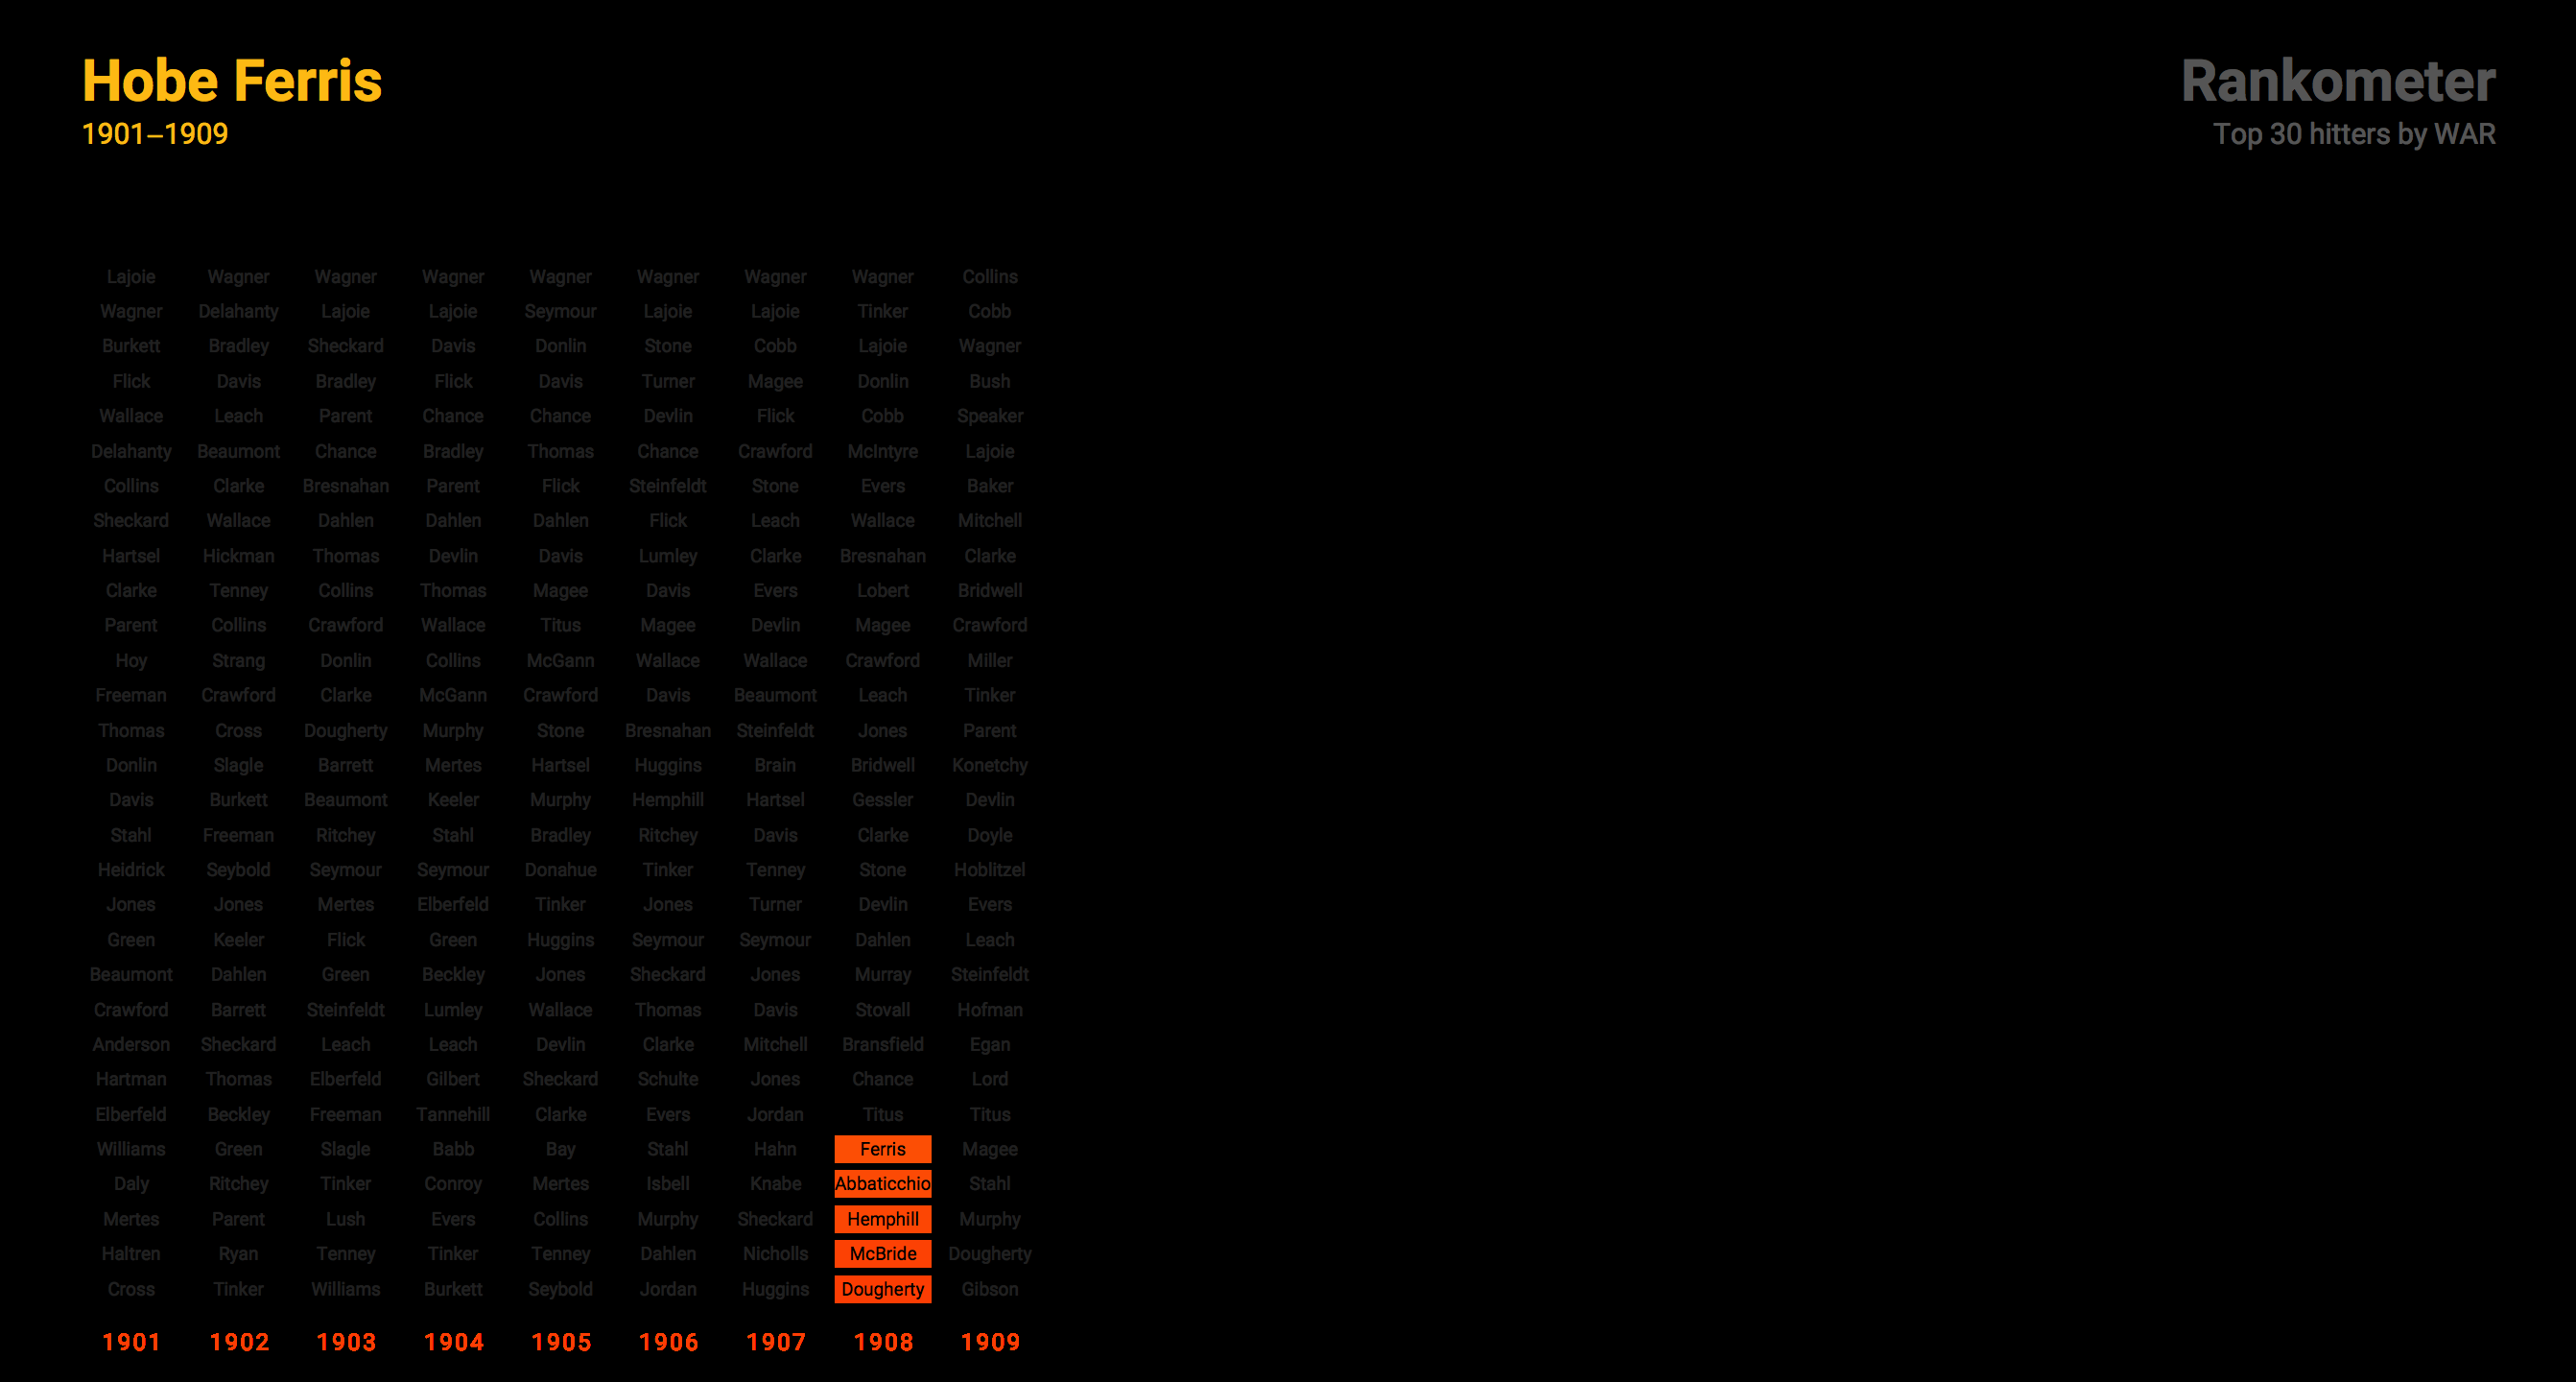 Hobe Ferris
1901–1909
Rankometer
Top 30 hitters by WAR
Lajoie Wagner Wagner Wagner Wagner Wagner Wagner Wagner Collins
Wagner Delahanty Lajoie Lajoie Seymour Lajoie Lajoie Tinker Cobb
Burkett Bradley Sheckard Davis Donlin Stone Cobb Lajoie Wagner
Flick Davis Bradley Flick Davis Turner Magee Donlin Bush
Wallace Leach Parent Chance Chance Devlin Flick Cobb Speaker
Delahanty Beaumont Chance Bradley Thomas Chance Crawford McIntyre Lajoie
Collins Clarke Bresnahan Parent Flick Steinfeldt Stone Evers Baker
Sheckard Wallace Dahlen Dahlen Dahlen Flick Leach Wallace Mitchell
Hartsel Hickman Thomas Devlin Davis Lumley Clarke Bresnahan Clarke
Clarke Tenney Collins Thomas Magee Davis Evers Lobert Bridwell
Parent Collins Crawford Wallace Titus Magee Devlin Magee Crawford
Hoy Strang Donlin Collins McGann Wallace Wallace Crawford Miller
Freeman Crawford Clarke McGann Crawford Davis Beaumont Leach Tinker
Thomas Cross Dougherty Murphy Stone Bresnahan Steinfeldt Jones Parent
Donlin Slagle Barrett Mertes Hartsel Huggins Brain Bridwell Konetchy
Davis Burkett Beaumont Keeler Murphy Hemphill Hartsel Gessler Devlin
Stahl Freeman Ritchey Stahl Bradley Ritchey Davis Clarke Doyle
Heidrick Seybold Seymour Seymour Donahue Tinker Tenney Stone Hoblitzel
Jones Jones Mertes Elberfeld Tinker Jones Turner Devlin Evers
Green Keeler Flick Green Huggins Seymour Seymour Dahlen Leach
Beaumont Dahlen Green Beckley Jones Sheckard Jones Murray Steinfeldt
Crawford Barrett Steinfeldt Lumley Wallace Thomas Davis Stovall Hofman
Anderson Sheckard Leach Leach Devlin Clarke Mitchell Bransfield Egan
Hartman Thomas Elberfeld Gilbert Sheckard Schulte Jones Chance Lord
Elberfeld Beckley Freeman Tannehill Clarke Evers Jordan Titus Titus
Williams Green Slagle Babb Bay Stahl Hahn Ferris Magee
Daly Ritchey Tinker Conroy Mertes Isbell Knabe Abbaticchio Stahl
Mertes Parent Lush Evers Collins Murphy Sheckard Hemphill Murphy
Haltren Ryan Tenney Tinker Tenney Dahlen Nicholls McBride Dougherty
Cross Tinker Williams Burkett Seybold Jordan Huggins Dougherty Gibson
1901 1902 1903 1904 1905 1906 1907 1908 1909